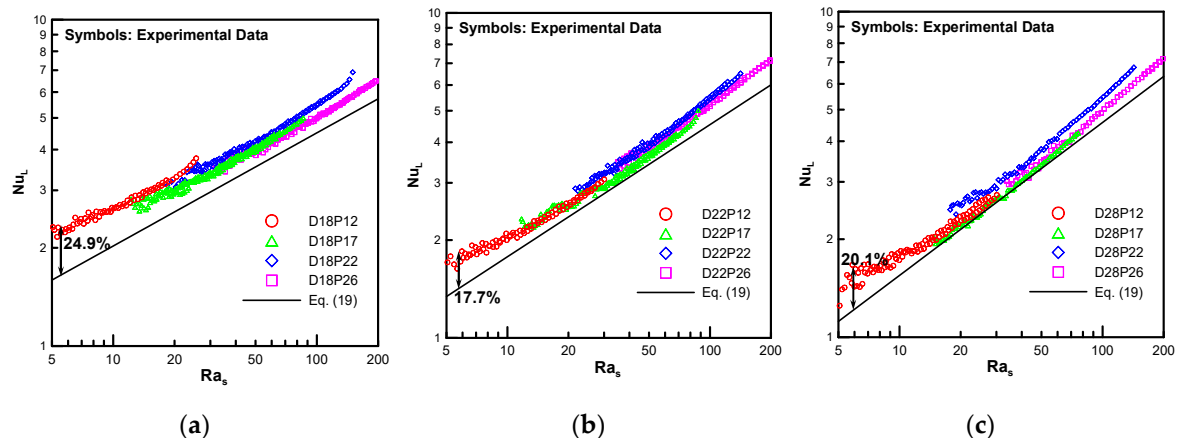 Symbols: Experimental Data
10
9
8
7
6
5
4
3
2
1
Nu_L
24.9%
D18P12
D18P17
D18P22
D18P26
Eq. (19)
5 10 20 50 100 200
Ra_s
(a)
Symbols: Experimental Data
10
9
8
7
6
5
4
3
2
1
Nu_L
17.7%
D22P12
D22P17
D22P22
D22P26
Eq. (19)
5 10 20 50 100 200
Ra_s
(b)
Symbols: Experimental Data
10
9
8
7
6
5
4
3
2
1
Nu_L
20.1%
D28P12
D28P17
D28P22
D28P26
Eq. (19)
5 10 20 50 100 200
Ra_s
(c)